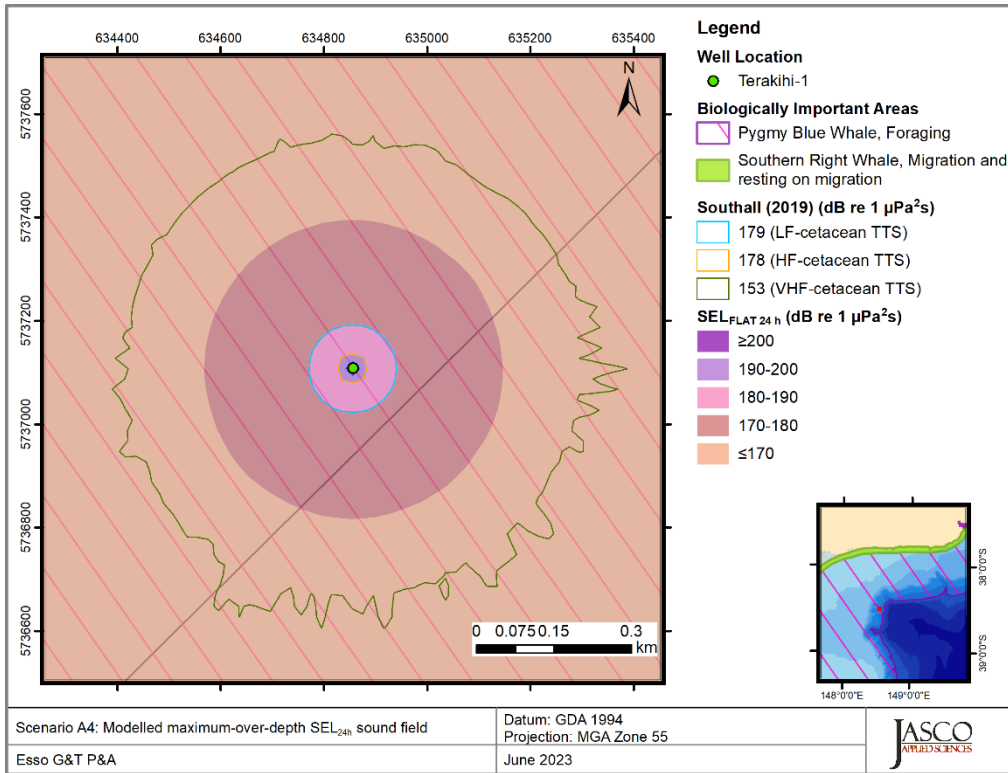 634400 634600 634800 635000 635200 635400
5737600
5737400
5737200
5737000
5736800
5736600
N
0 0.075 0.15 0.3
km
Legend
Well Location
Terakihi-1
Biologically Important Areas
Pygmy Blue Whale, Foraging
Southern Right Whale, Migration and
resting on migration
Southall (2019) (dB re 1 µPa²s)
179 (LF-cetacean TTS)
178 (HF-cetacean TTS)
153 (VHF-cetacean TTS)
SELFLAT 24 h (dB re 1 µPa²s)
≥200
190-200
180-190
170-180
≤170
38°0'0"S
39°0'0"S
148°0'0"E 149°0'0"E
Scenario A4: Modelled maximum-over-depth SEL24h sound field
Esso G&T P&A
Datum: GDA 1994
Projection: MGA Zone 55
June 2023
JASCO
APPLIED SCIENCES